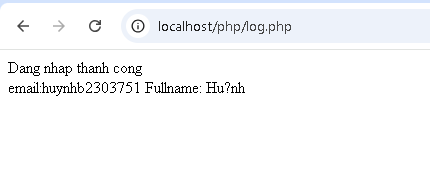 localhost/php/log.php
Dang nhap thanh cong
email:huynhb2303751 Fullname: Hu?nh